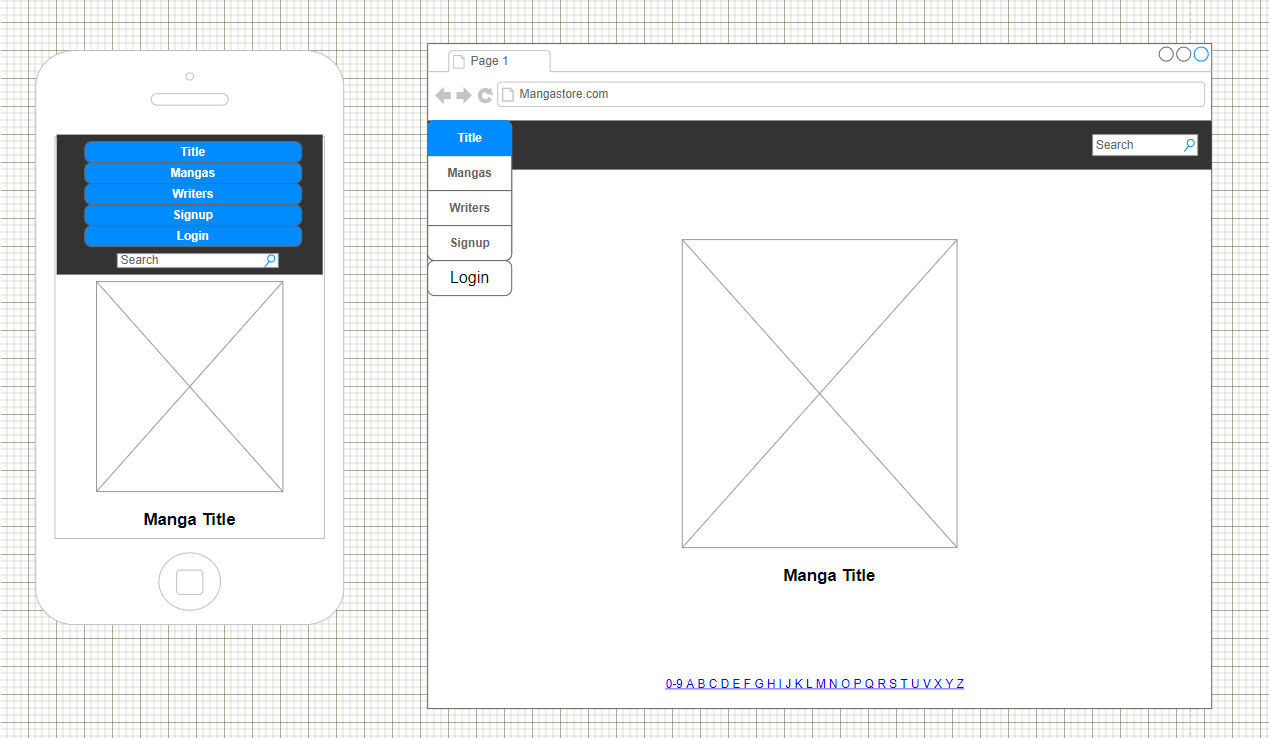 Title
Mangas
Writers
Signup
Login
Search
Manga Title
Page 1
Mangastore.com
Title
Search
Mangas
Writers
Signup
Login
Manga Title
0-9 A B C D E F G H I J K L M N O P Q R S T U V X Y Z